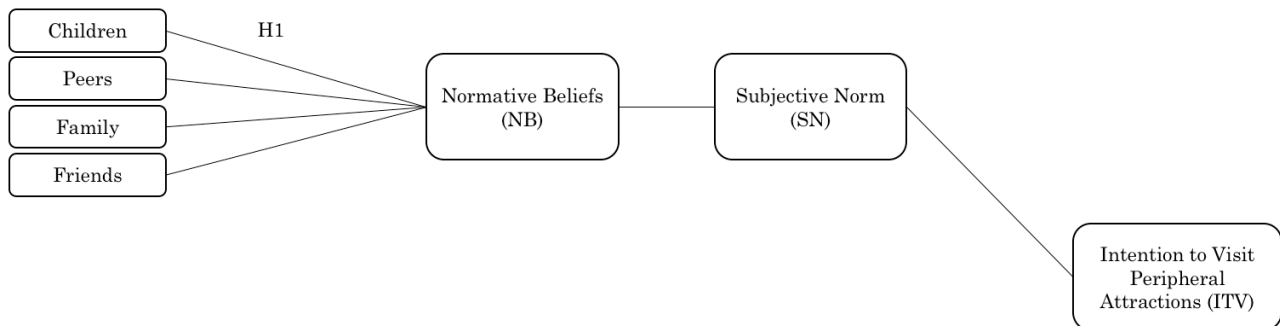 Children
H1
Peers
Family
Friends
Normative Beliefs
(NB)
Subjective Norm
(SN)
Intention to Visit
Peripheral
Attractions (ITV)